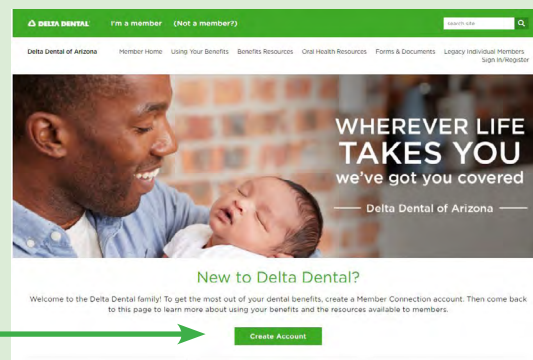 DELTA DENTAL I'm a member (Not a member?) search site
Delta Dental of Arizona Member Home Using Your Benefits Benefits Resources Oral Health Resources Forms & Documents Legacy Individual Members
Sign In/Register
WHEREVER LIFE
TAKES YOU
we've got you covered
Delta Dental of Arizona
New to Delta Dental?
Welcome to the Delta Dental family! To get the most out of your dental benefits, create a Member Connection account. Then come back
to this page to learn more about using your benefits and the resources available to members.
Create Account